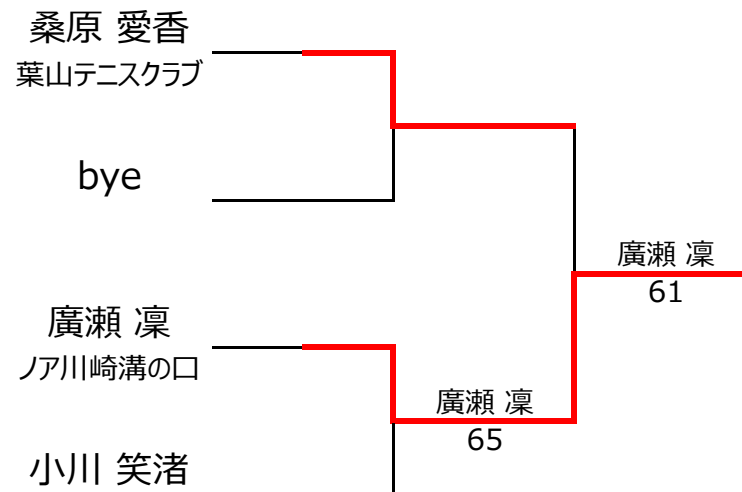 桑原 愛香
葉山テニスクラブ
bye
廣瀬 凜
61
廣瀬 凜
ノア川崎溝の口
廣瀬 凜
65
小川 笑渚